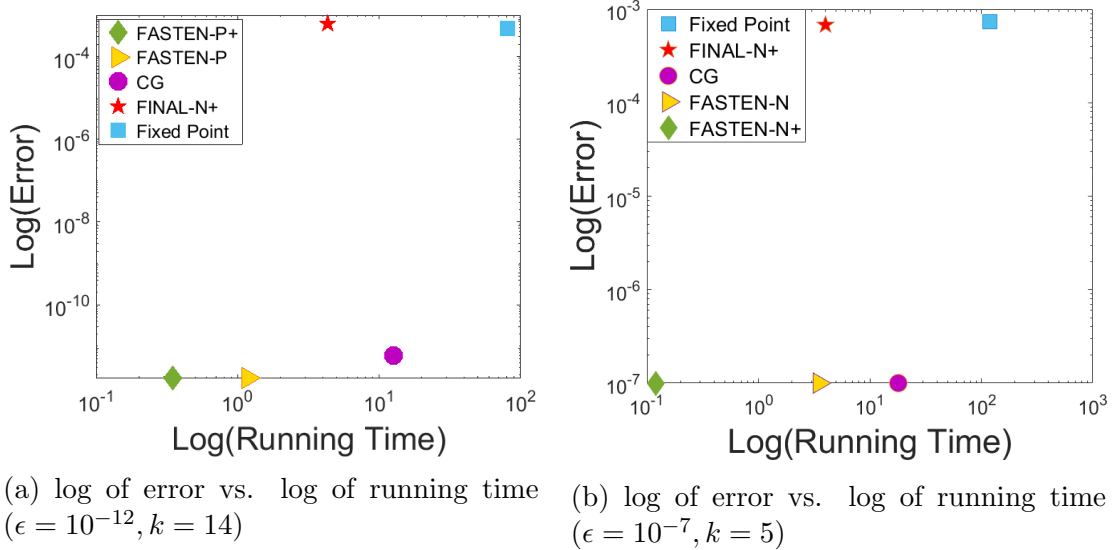 FASTEN-P+
FASTEN-P
CG
FINAL-N+
Fixed Point
10^-4
10^-6
10^-8
10^-10
Log(Error)
10^-1
10^0
10^1
10^2
Log(Running Time)
(a) log of error vs. log of running time
(ϵ = 10^−12, k = 14)
Fixed Point
FINAL-N+
CG
FASTEN-N
FASTEN-N+
10^-3
10^-4
10^-5
10^-6
10^-7
Log(Error)
10^-1
10^0
10^1
10^2
10^3
Log(Running Time)
(b) log of error vs. log of running time
(ϵ = 10^−7, k = 5)